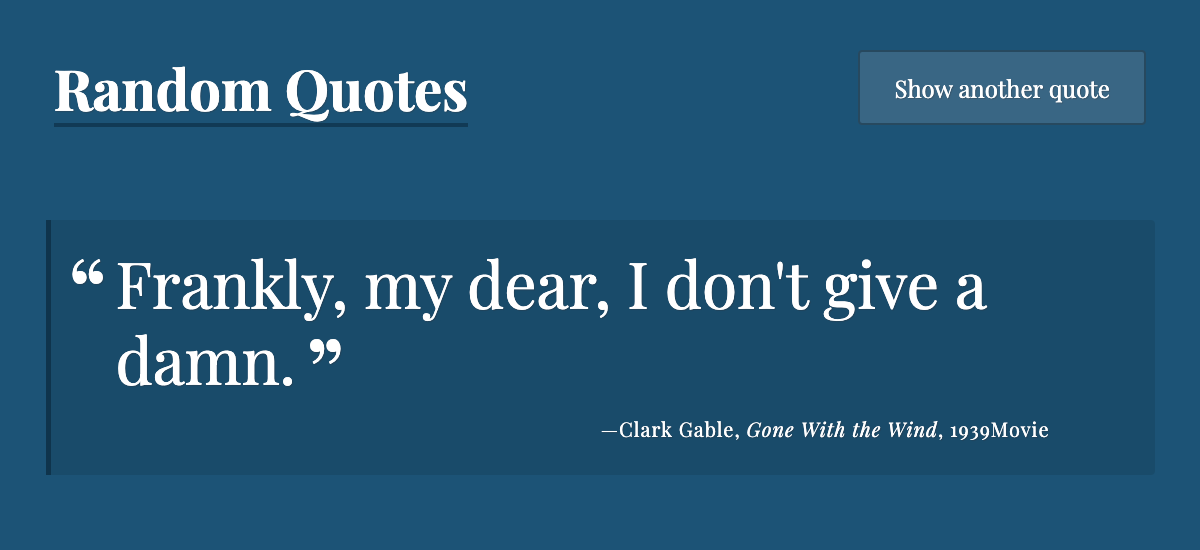 Random Quotes
Show another quote
“ Frankly, my dear, I don't give a
damn. ”
—Clark Gable, Gone With the Wind, 1939Movie